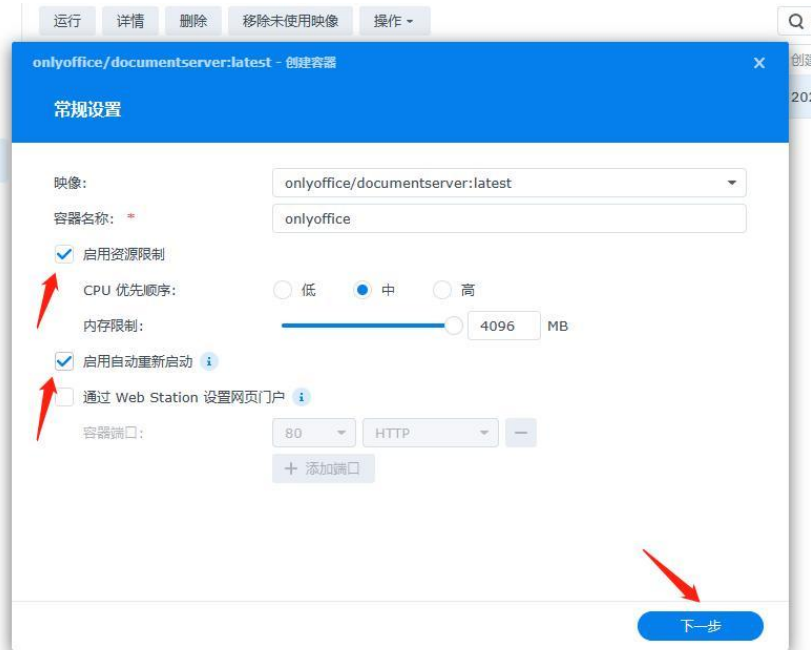 运行 详情 删除 移除未使用映像 操作
onlyoffice/documentserver:latest - 创建容器
创建
常规设置
202
映像: onlyoffice/documentserver:latest
容器名称: * onlyoffice
启用资源限制
CPU 优先顺序: 低 中 高
内存限制: 4096 MB
启用自动重新启动 i
通过 Web Station 设置网页门户 i
容器端口: 80 HTTP
+ 添加端口
下一步